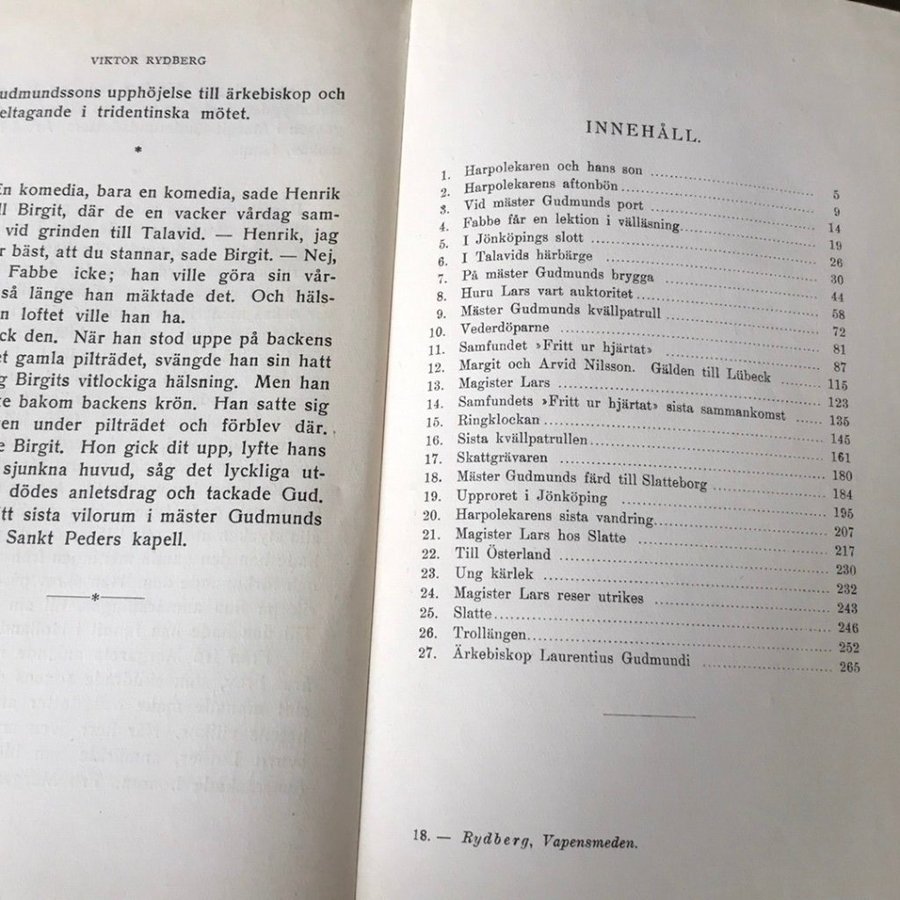 VIKTOR RYDBERG
udmundssons upphöjelse till ärkebiskop och
eltagande i tridentinska mötet.
*
En komedia, bara en komedia, sade Henrik
ll Birgit, där de en vacker vårdag sam-
vid grinden till Talavid. — Henrik, jag
r bäst, att du stannar, sade Birgit. — Nej,
Fabbe icke; han ville göra sin vår-
så länge han mäktade det. Och häls-
n loftet ville han ha.
ck den. När han stod uppe på backens
et gamla pilträdet, svängde han sin hatt
g Birgits vitlockiga hälsning. Men han
te bakom backens krön. Han satte sig
en under pilträdet och förblev där.
e Birgit. Hon gick dit upp, lyfte hans
sjunkna huvud, såg det lyckliga ut-
dödes anletsdrag och tackade Gud.
tt sista vilorum i mäster Gudmunds
Sankt Peders kapell.
*
INNEHÅLL.
1. Harpolekaren och hans son 5
2. Harpolekarens aftonbön 9
3. Vid mäster Gudmunds port 14
4. Fabbe får en lektion i välläsning 19
5. I Jönköpings slott 26
6. I Talavids härbärge 30
7. På mäster Gudmunds brygga 44
8. Huru Lars vart auktoritet 58
9. Mäster Gudmunds kvällpatrull 72
10. Vederdöparne 81
11. Samfundet »Fritt ur hjärtat» 87
12. Margit och Arvid Nilsson. Gälden till Lübeck 115
13. Magister Lars 123
14. Samfundets »Fritt ur hjärtat» sista sammankomst 135
15. Ringklockan 145
16. Sista kvällpatrullen 161
17. Skattgrävaren 180
18. Mäster Gudmunds färd till Slatteborg 184
19. Upproret i Jönköping 195
20. Harpolekarens sista vandring 207
21. Magister Lars hos Slatte 217
22. Till Österland 230
23. Ung kärlek 232
24. Magister Lars reser utrikes 243
25. Slatte 246
26. Trollängen 252
27. Ärkebiskop Laurentius Gudmundi 265
18. — Rydberg, Vapensmeden.